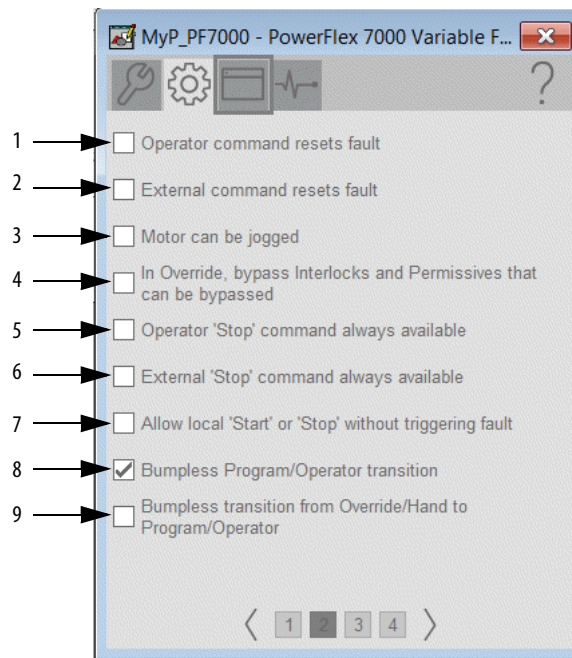 MyP_PF7000 - PowerFlex 7000 Variable F...
?
1 Operator command resets fault
2 External command resets fault
3 Motor can be jogged
4 In Override, bypass Interlocks and Permissives that
can be bypassed
5 Operator 'Stop' command always available
6 External 'Stop' command always available
7 Allow local 'Start' or 'Stop' without triggering fault
8 Bumpless Program/Operator transition
9 Bumpless transition from Override/Hand to
Program/Operator
1 2 3 4